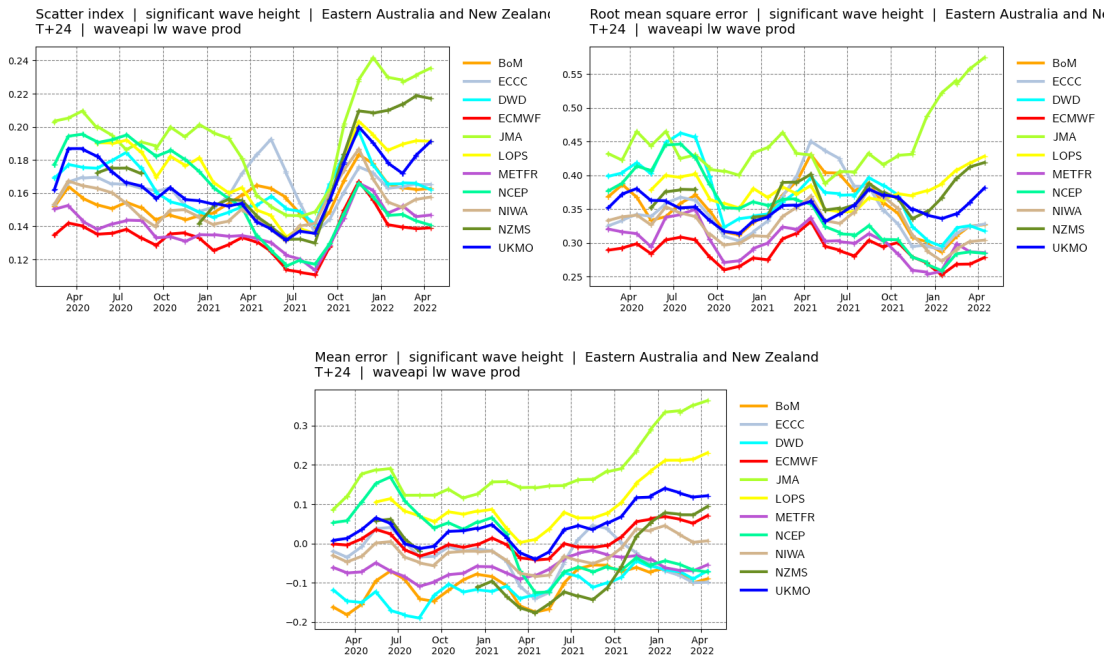 Scatter index | significant wave height | Eastern Australia and New Zealand
T+24 | waveapi lw wave prod
0.24
0.22
0.20
0.18
0.16
0.14
0.12
Apr 2020
Jul 2020
Oct 2020
Jan 2021
Apr 2021
Jul 2021
Oct 2021
Jan 2022
Apr 2022
BoM
ECCC
DWD
ECMWF
JMA
LOPS
METFR
NCEP
NIWA
NZMS
UKMO
Root mean square error | significant wave height | Eastern Australia and Ne
T+24 | waveapi lw wave prod
0.55
0.50
0.45
0.40
0.35
0.30
0.25
Apr 2020
Jul 2020
Oct 2020
Jan 2021
Apr 2021
Jul 2021
Oct 2021
Jan 2022
Apr 2022
BoM
ECCC
DWD
ECMWF
JMA
LOPS
METFR
NCEP
NIWA
NZMS
UKMO
Mean error | significant wave height | Eastern Australia and New Zealand
T+24 | waveapi lw wave prod
0.3
0.2
0.1
0.0
−0.1
−0.2
Apr 2020
Jul 2020
Oct 2020
Jan 2021
Apr 2021
Jul 2021
Oct 2021
Jan 2022
Apr 2022
BoM
ECCC
DWD
ECMWF
JMA
LOPS
METFR
NCEP
NIWA
NZMS
UKMO